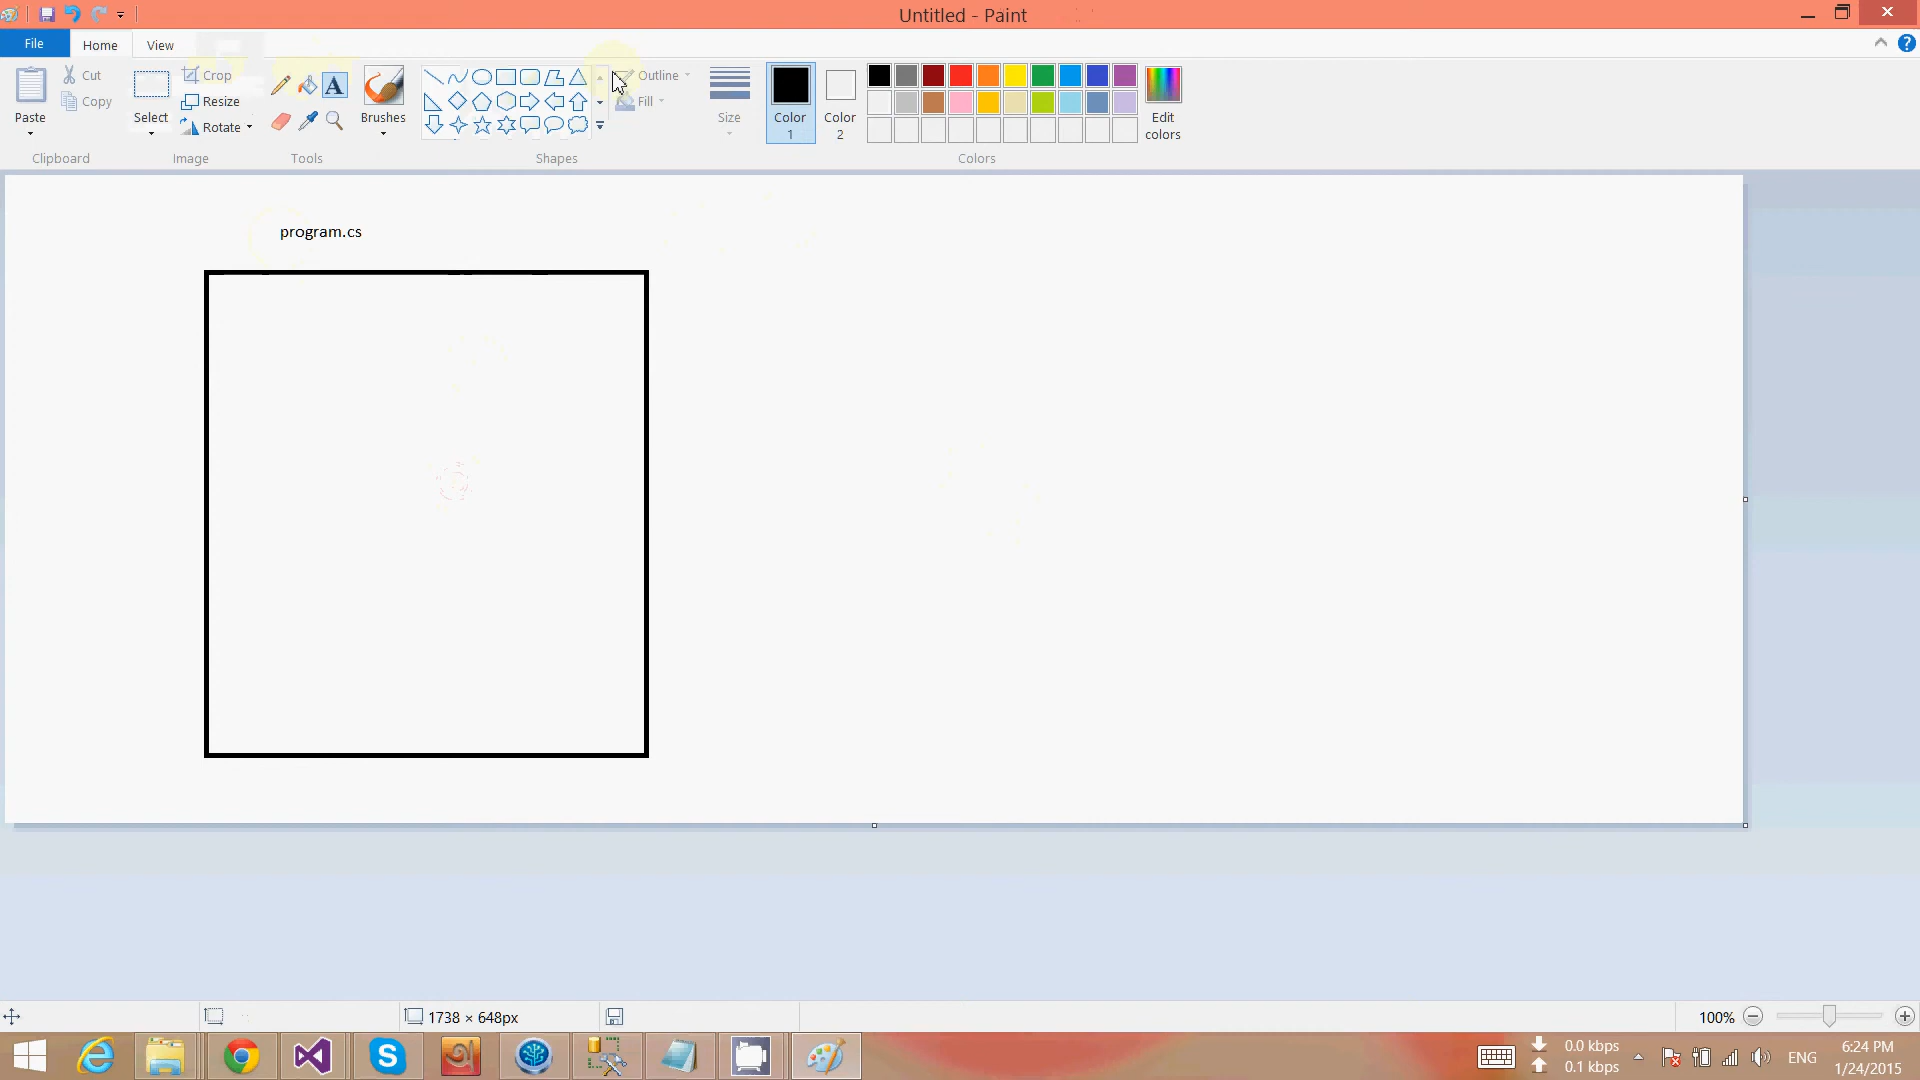 Untitled - Paint
File
Home
View
Paste
Cut
Copy
Clipboard
Select
Crop
Resize
Rotate
Image
A
Tools
Brushes
Shapes
Outline
Fill
Size
Color
1
Color
2
Edit
colors
Colors
program.cs
1738 × 648px
100%
0.0 kbps
0.1 kbps
ENG
6:24 PM
1/24/2015